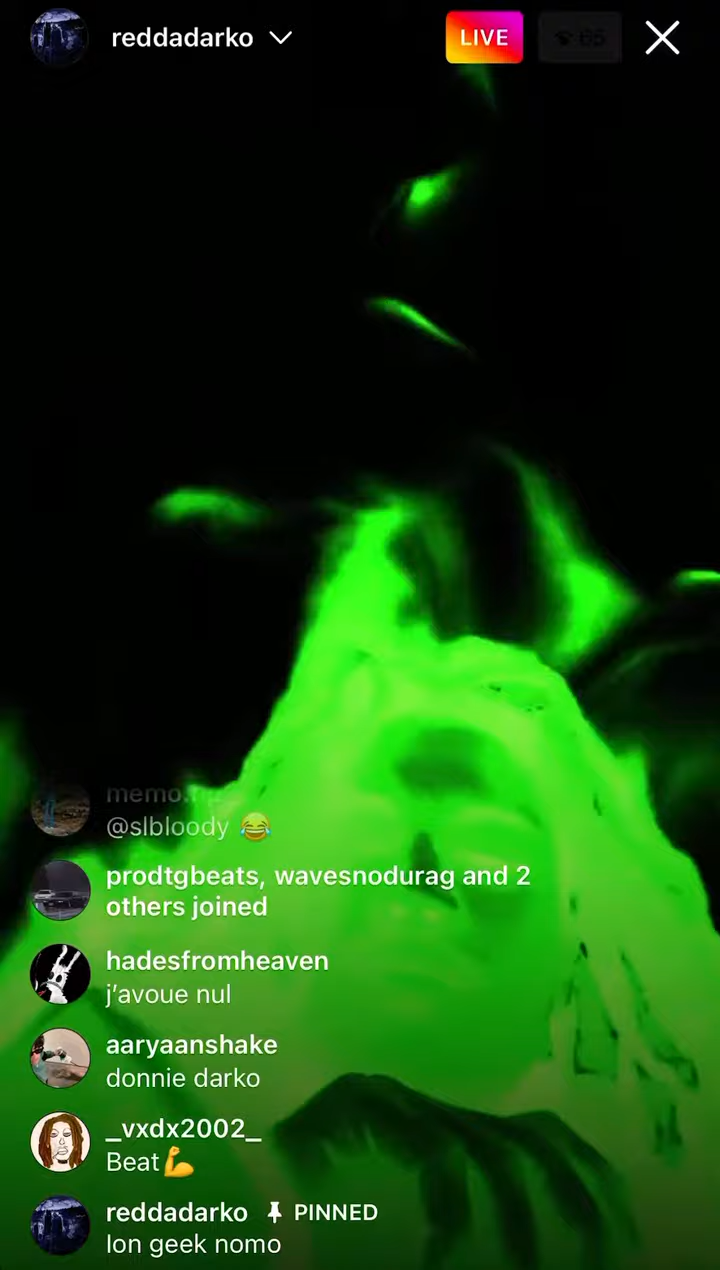 reddadarko
LIVE
65
@slbloody 😂
prodtgbeats, wavesnodurag and 2
others joined
hadesfromheaven
j’avoue nul
aaryaanshake
donnie darko
_vxdx2002_
Beat💪
reddadarko PINNED
lon geek nomo